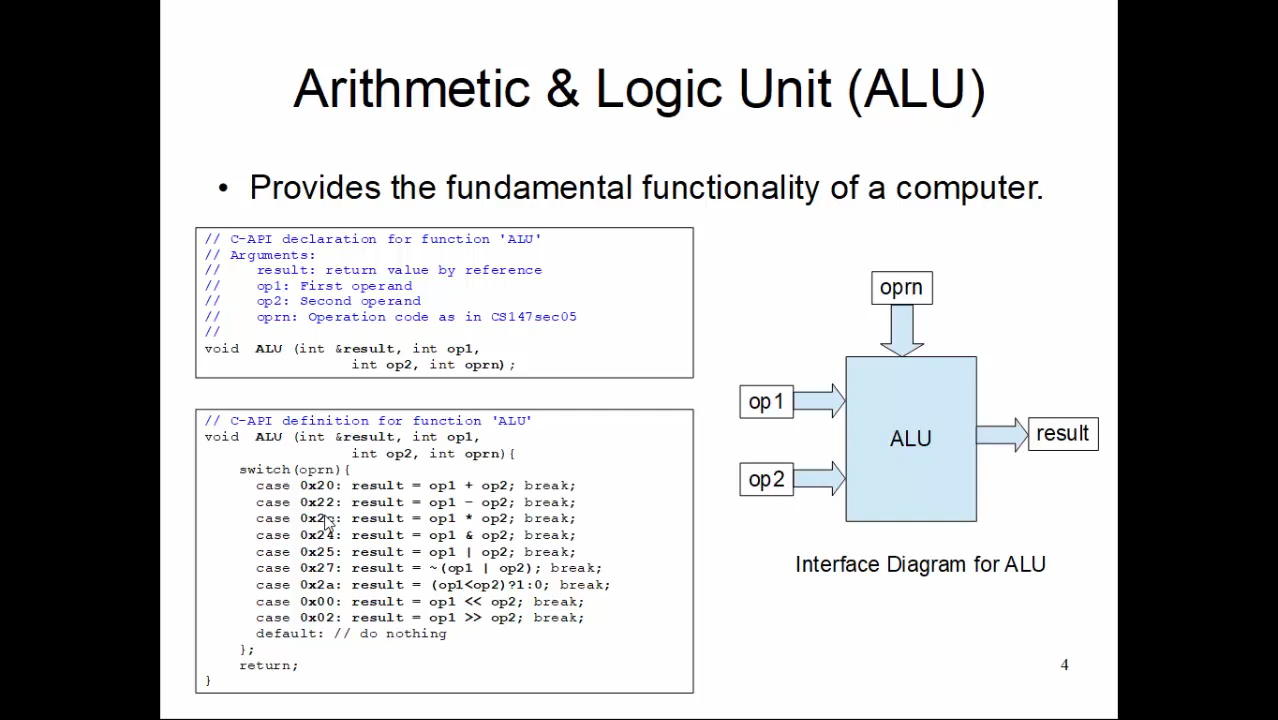 Arithmetic & Logic Unit (ALU)
• Provides the fundamental functionality of a computer.
// C-API declaration for function 'ALU'
// Arguments:
//    result: return value by reference
//    op1: First operand
//    op2: Second operand
//    oprn: Operation code as in CS147sec05
//
void  ALU (int &result, int op1,
                 int op2, int oprn);
// C-API definition for function 'ALU'
void  ALU (int &result, int op1,
                 int op2, int oprn){
    switch(oprn){
      case 0x20: result = op1 + op2; break;
      case 0x22: result = op1 - op2; break;
      case result = op1 * op2; break;
      case 0x24: result = op1 & op2; break;
      case 0x25: result = op1 | op2; break;
      case 0x27: result = ~(op1 | op2); break;
      case 0x2a: result = (op1<op2)?1:0; break;
      case 0x00: result = op1 << op2; break;
      case 0x02: result = op1 >> op2; break;
      default: // do nothing
    };
    return;
}
oprn
op1
ALU
result
op2
Interface Diagram for ALU
4